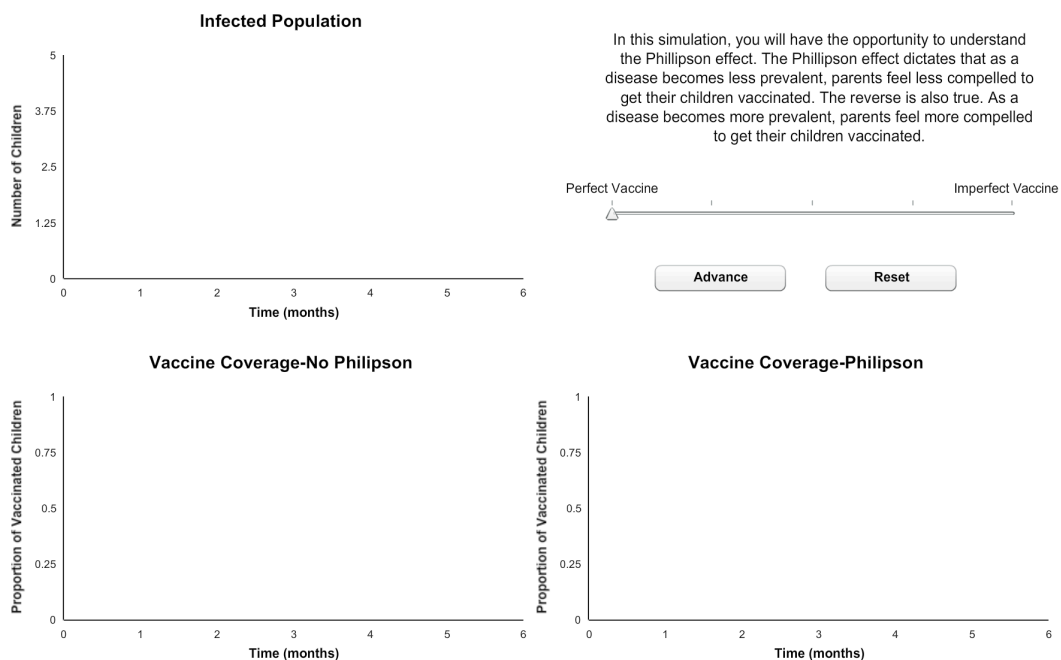 Infected Population
Number of Children
5
3.75
2.5
1.25
0
0 1 2 3 4 5 6
Time (months)
In this simulation, you will have the opportunity to understand
the Phillipson effect. The Phillipson effect dictates that as a
disease becomes less prevalent, parents feel less compelled to
get their children vaccinated. The reverse is also true. As a
disease becomes more prevalent, parents feel more compelled
to get their children vaccinated.
Perfect Vaccine Imperfect Vaccine
Advance Reset
Vaccine Coverage-No Philipson
Proportion of Vaccinated Children
1
0.75
0.5
0.25
0
0 1 2 3 4 5 6
Time (months)
Vaccine Coverage-Philipson
Proportion of Vaccinated Children
1
0.75
0.5
0.25
0
0 1 2 3 4 5 6
Time (months)